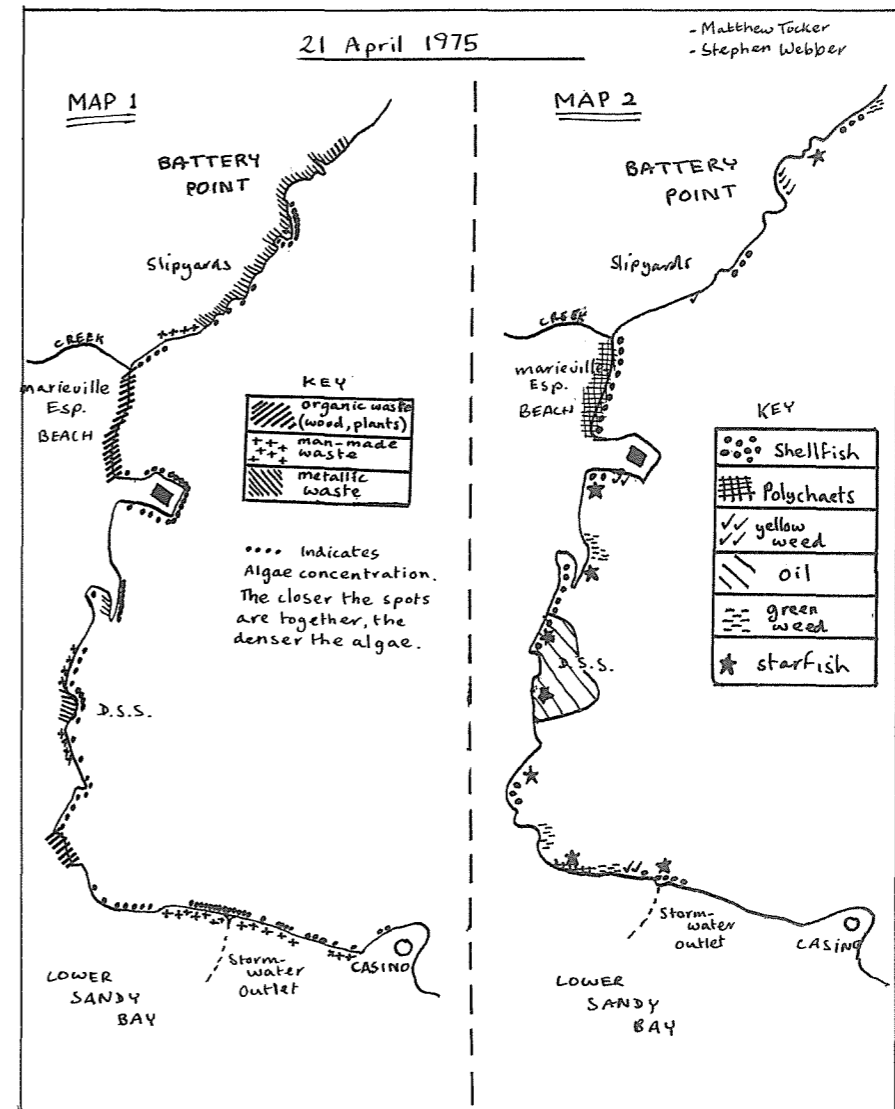 21 April 1975
- Matthew Tucker
- Stephen Webber
MAP 1
BATTERY
POINT
Slipyards
CREEK
marieville
Esp.
BEACH
KEY
organic waste
(wood, plants)
man-made
waste
metallic
waste
Indicates
Algae concentration.
The closer the spots
are together, the
denser the algae.
D.S.S.
Storm-
water
Outlet
CASINO
LOWER
SANDY
BAY
MAP 2
BATTERY
POINT
Slipyards
CREEK
marieville
Esp.
BEACH
KEY
Shellfish
Polychaets
yellow
weed
oil
green
weed
starfish
D.S.S.
Storm-
water
outlet
CASINO
LOWER
SANDY
BAY